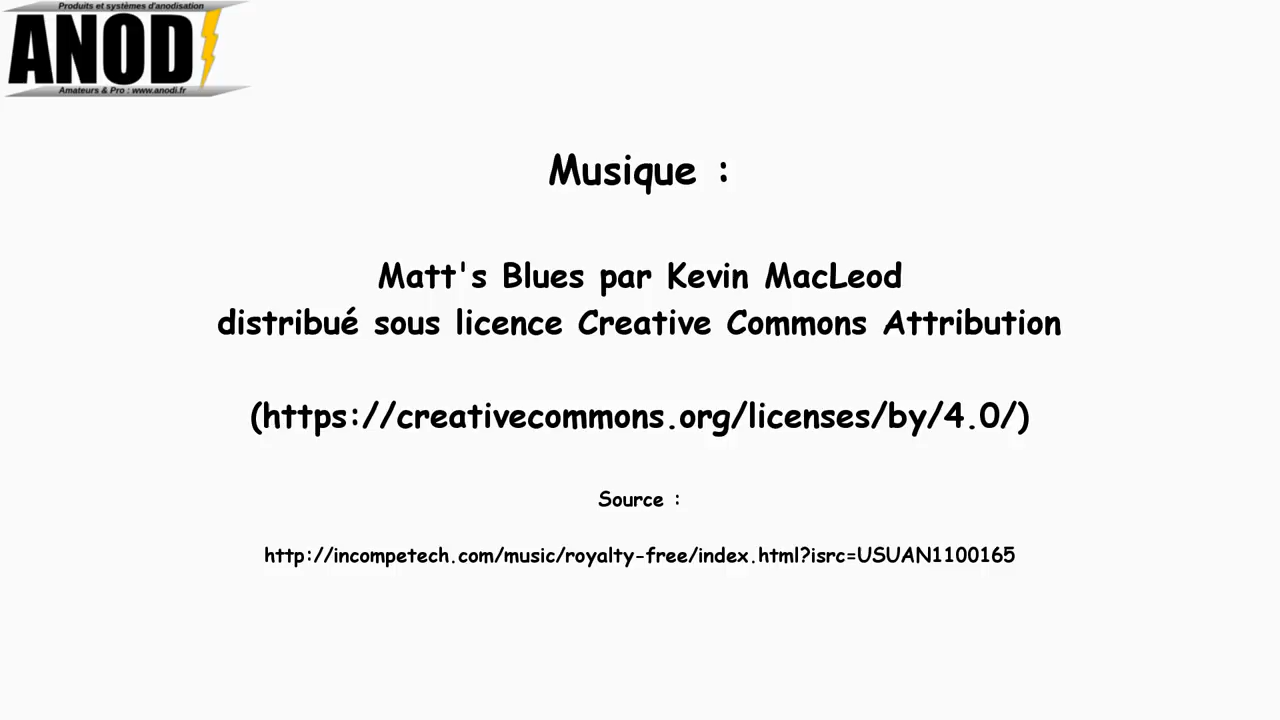 Produits et systèmes d'anodisation
ANODI
Amateurs & Pro : www.anodi.fr
Musique :
Matt's Blues par Kevin MacLeod
distribué sous licence Creative Commons Attribution
(https://creativecommons.org/licenses/by/4.0/)
Source :
http://incompetech.com/music/royalty-free/index.html?isrc=USUAN1100165